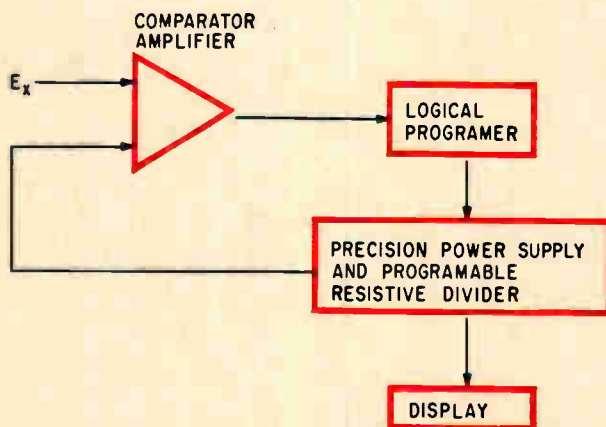 COMPARATOR
AMPLIFIER
Ex
LOGICAL
PROGRAMER
PRECISION POWER SUPPLY
AND PROGRAMABLE
RESISTIVE DIVIDER
DISPLAY